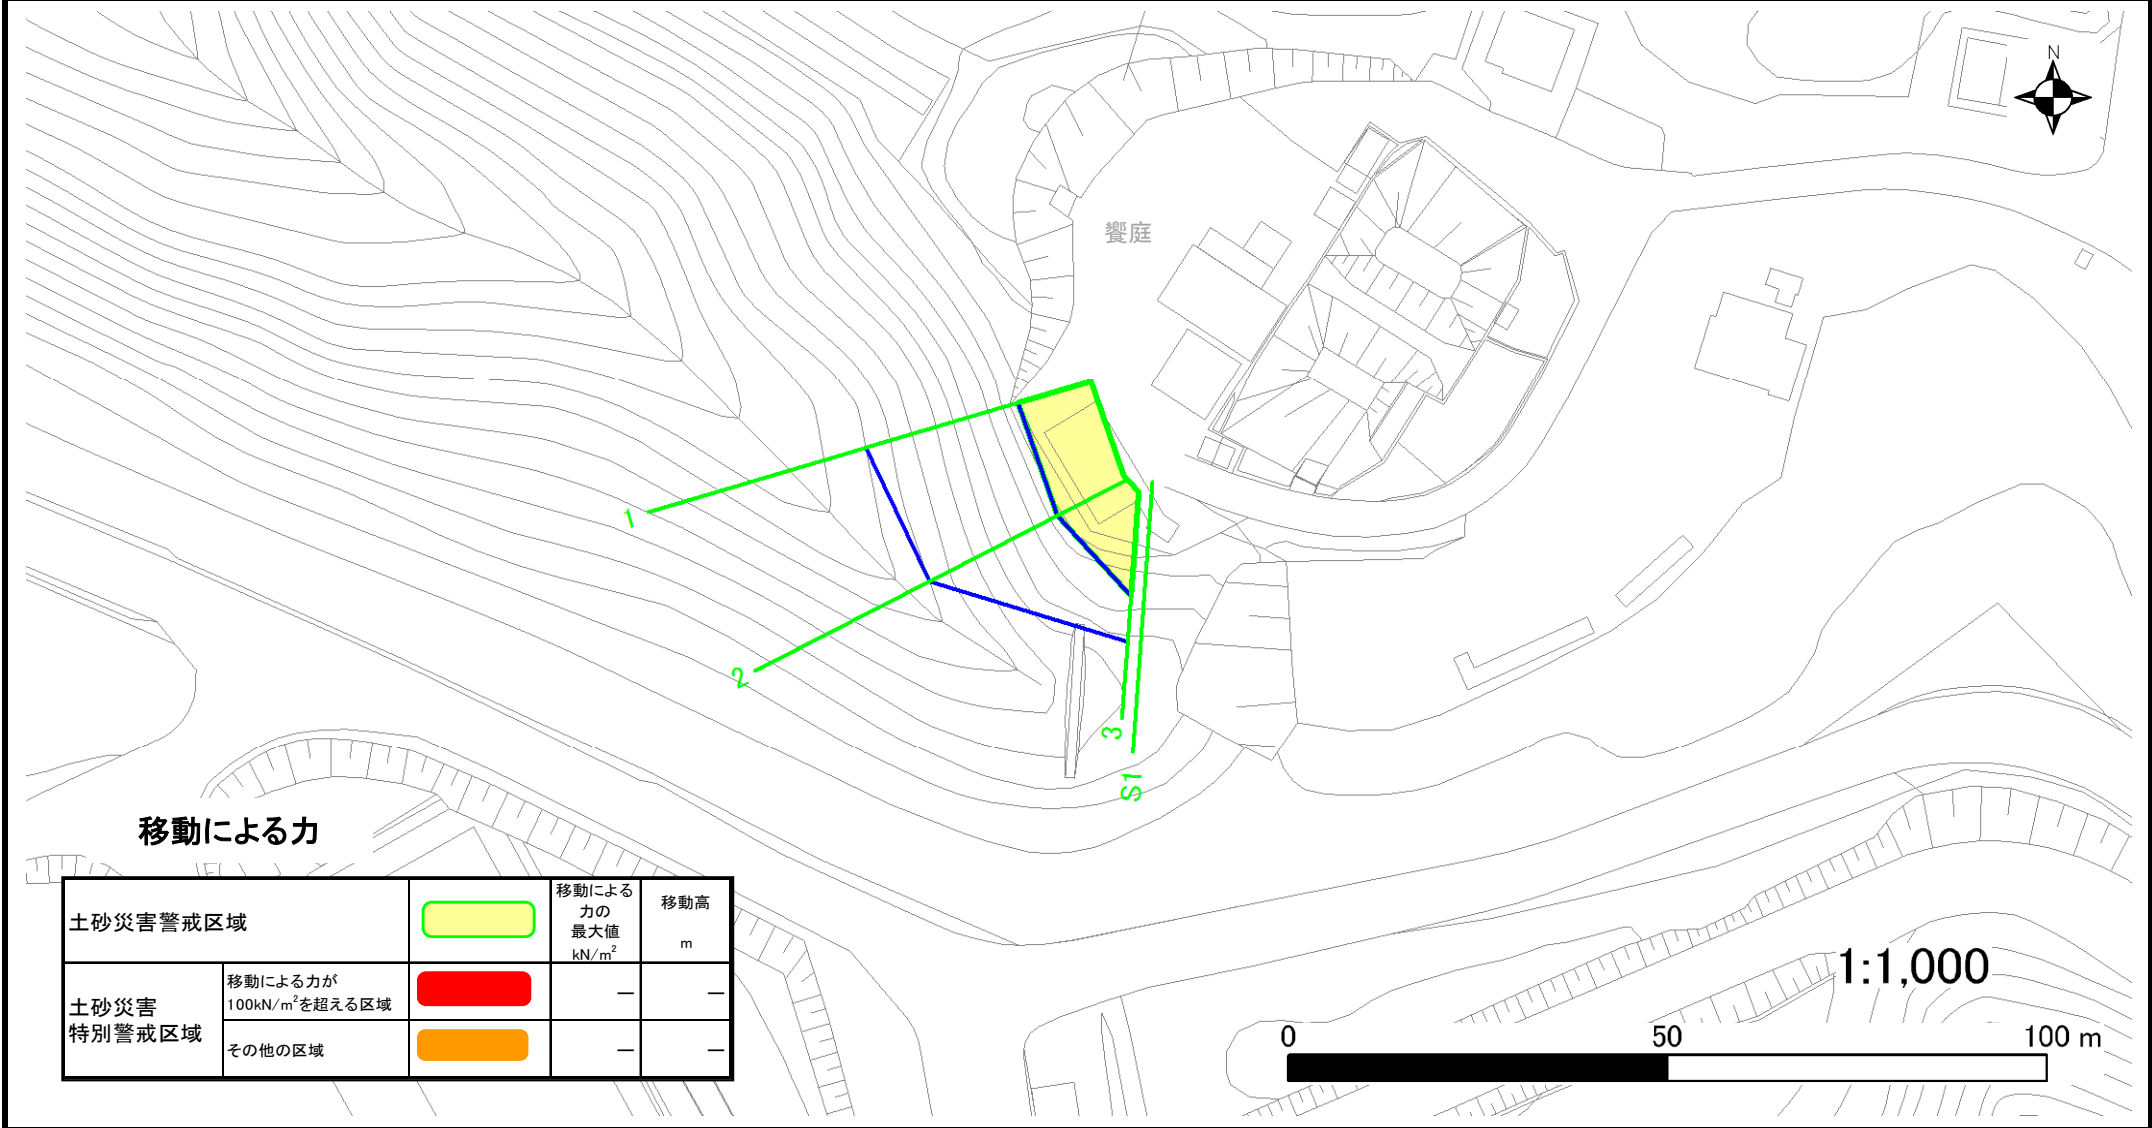 N
饗庭
1
2
3
S1
移動による力
土砂災害警戒区域
移動による
力の
最大値
kN/m²
移動高
m
土砂災害
特別警戒区域
移動による力が
100kN/m²を超える区域
—
—
その他の区域
—
—
1:1,000
0 50 100 m